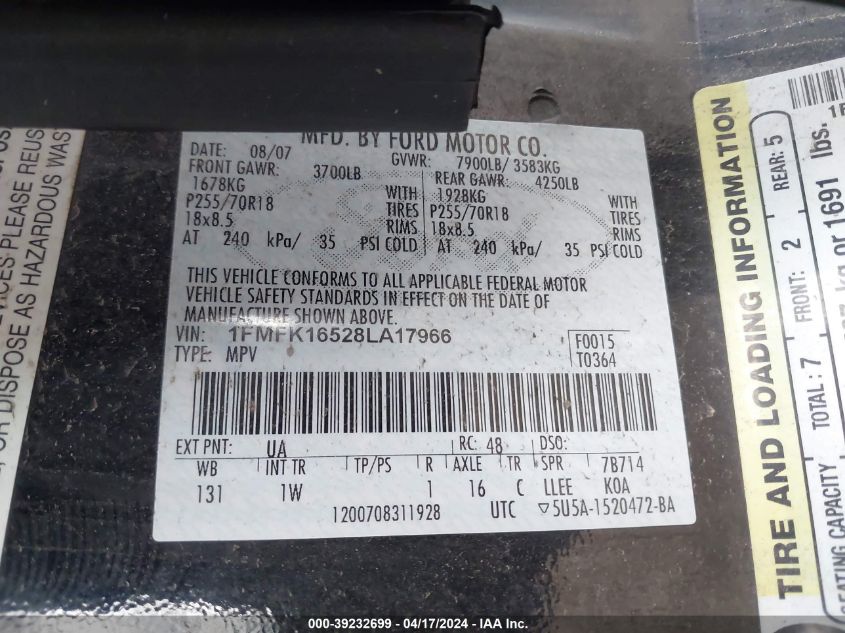 MFD. BY FORD MOTOR CO.
DATE: 08/07 GVWR: 7900LB/ 3583KG
FRONT GAWR: 3700LB REAR GAWR: 4250LB
1678KG WITH 1928KG WITH
P255/70R18 TIRES P255/70R18 TIRES
18x8.5 RIMS 18x8.5 RIMS
AT 240 kPa/ 35 PSI COLD AT 240 kPa/ 35 PSI COLD
THIS VEHICLE CONFORMS TO ALL APPLICABLE FEDERAL MOTOR
VEHICLE SAFETY STANDARDS IN EFFECT ON THE DATE OF
MANUFACTURE SHOWN ABOVE.
VIN: 1FMFK16528LA17966 F0015
TYPE: MPV T0364
EXT PNT: UA RC: 48 DSO:
WB INT TR TP/PS R AXLE TR SPR 7B714
131 1W 1 16 C LLEE KOA
1200708311928 UTC ▽5U5A-1520472-BA
PLEASE REUSE
DISPOSE AS HAZARDOUS WAS
TIRE AND LOADING INFORMATION
SEATING CAPACITY TOTAL: 7 FRONT: 2 REAR: 5
kg or 1691 lbs.
000-39232699 - 04/17/2024 - IAA Inc.